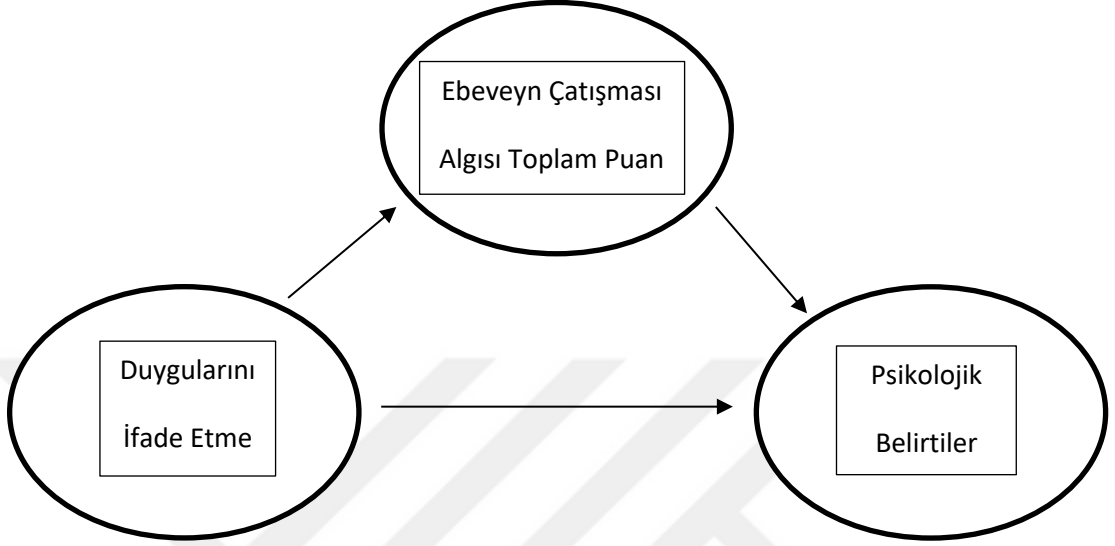 Ebeveyn Çatışması
Algısı Toplam Puan
Duygularını
İfade Etme
Psikolojik
Belirtiler